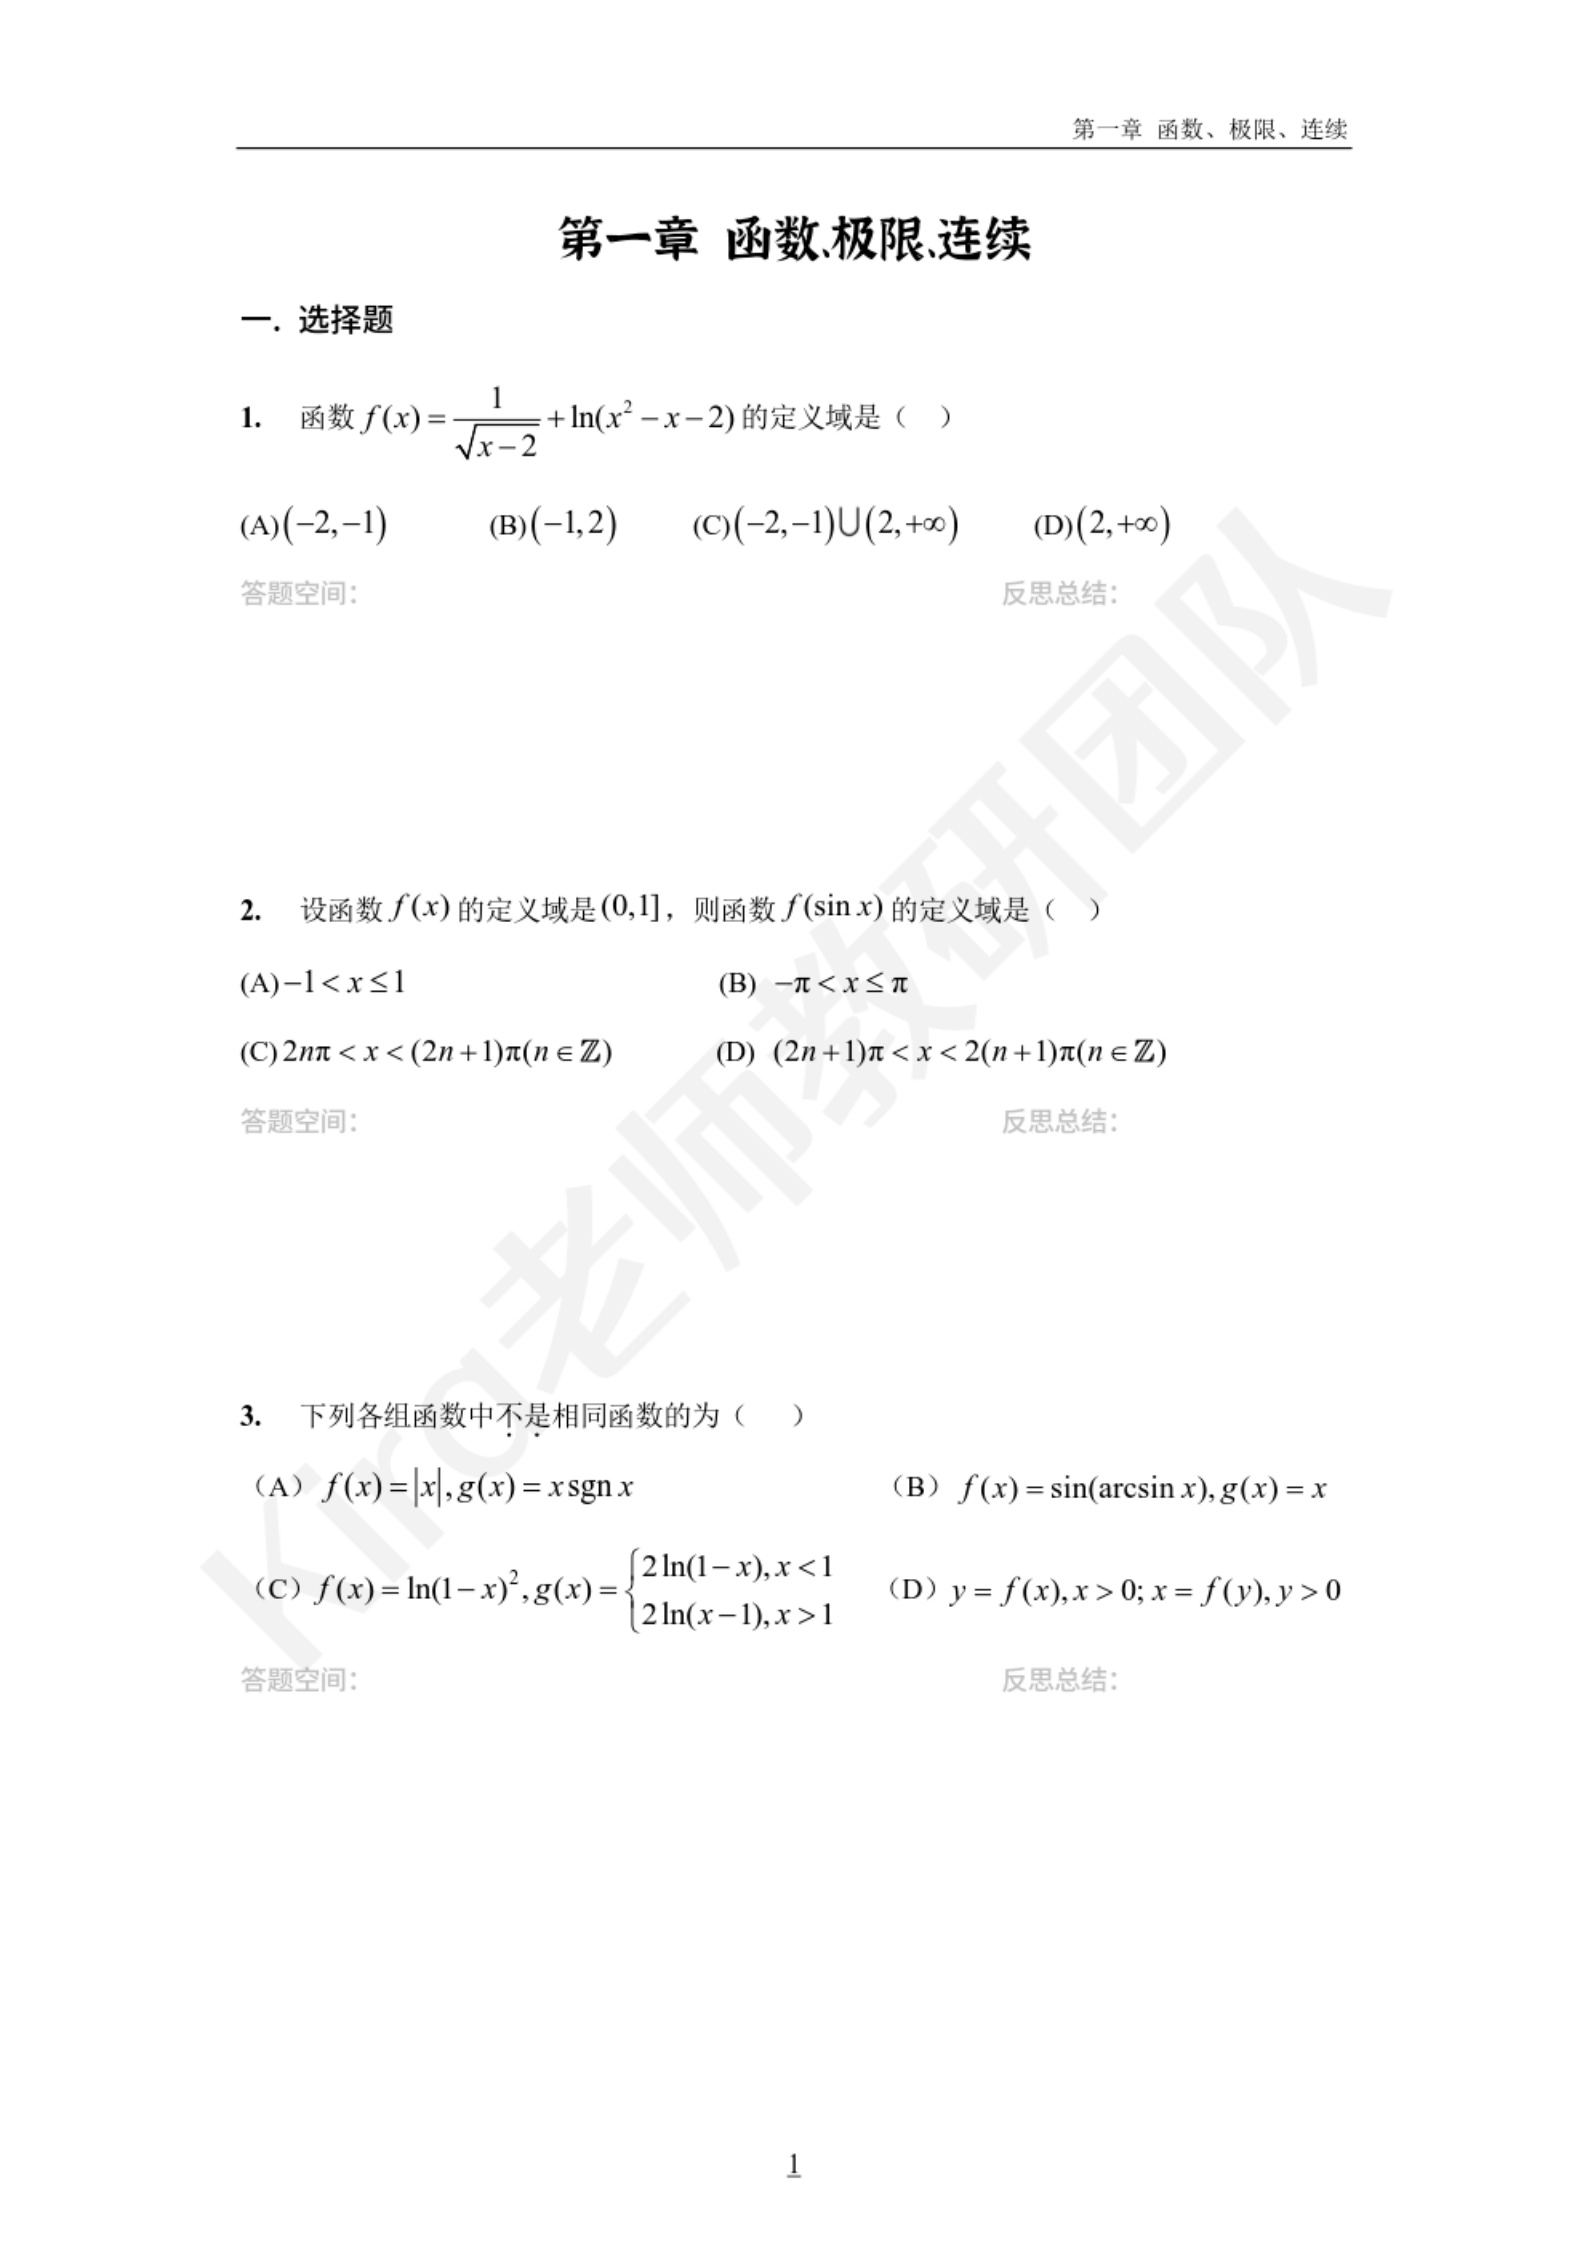 第一章 函数、极限、连续
第一章 函数、极限、连续
一. 选择题
1. 函数 f(x) = \frac{1}{\sqrt{x-2}} + ln(x² − x − 2) 的定义域是（ ）
(A) (−2, −1) (B) (−1, 2) (C) (−2, −1)∪(2, +∞) (D) (2, +∞)
答题空间： 反思总结：
2. 设函数 f(x) 的定义域是 (0,1]，则函数 f(sin x) 的定义域是（ ）
(A) −1 < x ≤ 1 (B) −π < x ≤ π
(C) 2nπ < x < (2n+1)π(n ∈ ℤ) (D) (2n+1)π < x < 2(n+1)π(n ∈ ℤ)
答题空间： 反思总结：
3. 下列各组函数中不是相同函数的为（ ）
（A） f(x) = |x|, g(x) = x sgn x （B） f(x) = sin(arcsin x), g(x) = x
（C） f(x) = ln(1−x)², g(x) = { 2ln(1−x), x < 1 2ln(x−1), x > 1 （D） y = f(x), x > 0; x = f(y), y > 0
答题空间： 反思总结：
Kira老师教研团队
1